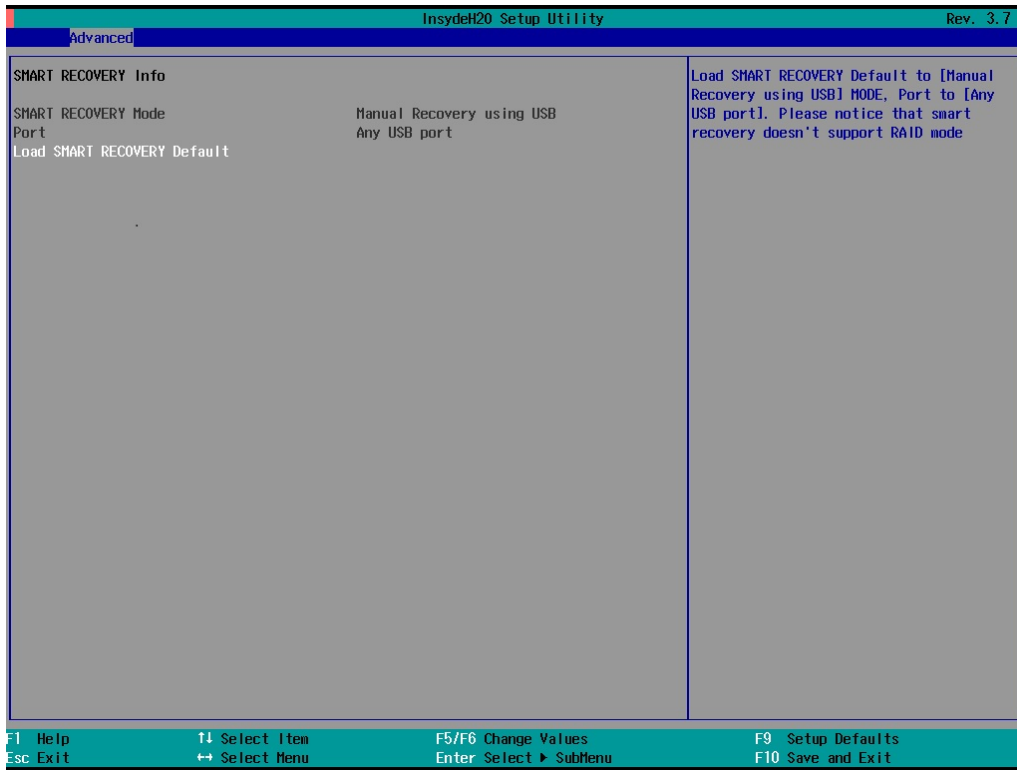 InsydeH20 Setup Utility Rev. 3.7
Advanced
SMART RECOVERY Info
SMART RECOVERY Mode Manual Recovery using USB
Port Any USB port
Load SMART RECOVERY Default
Load SMART RECOVERY Default to [Manual
Recovery using USB] MODE, Port to [Any
USB port]. Please notice that smart
recovery doesn't support RAID mode
F1 Help ↑↓ Select Item F5/F6 Change Values F9 Setup Defaults
Esc Exit ↔ Select Menu Enter Select ▶ SubMenu F10 Save and Exit